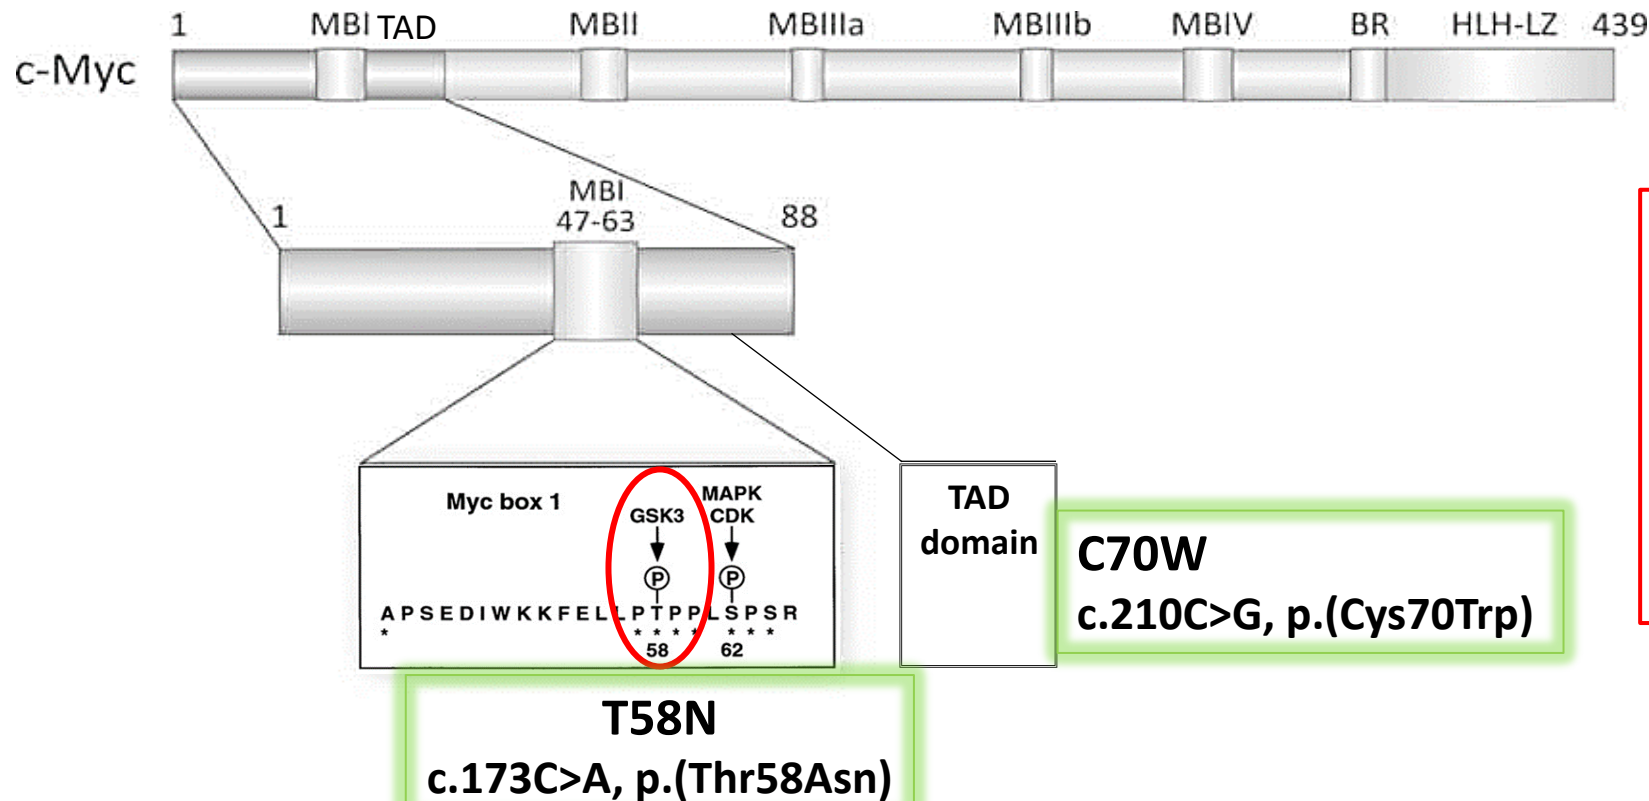 1 MBI TAD MBII MBIIIa MBIIIb MBIV BR HLH-LZ 439
c-Myc
MBI
1 47-63 88
Myc box 1
MAPK
GSK3 CDK
P P
A P S E D I W K K F E L L P T P P L S P S R
* * * * * * * *
58 62
TAD
domain
C70W
c.210C>G, p.(Cys70Trp)
T58N
c.173C>A, p.(Thr58Asn)